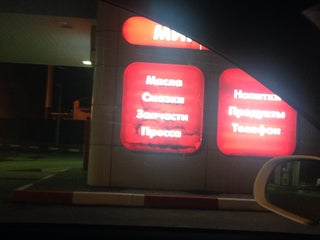 Масла
Смазки
Запчасти
Пресса
Напитки
Продукты
Телефон